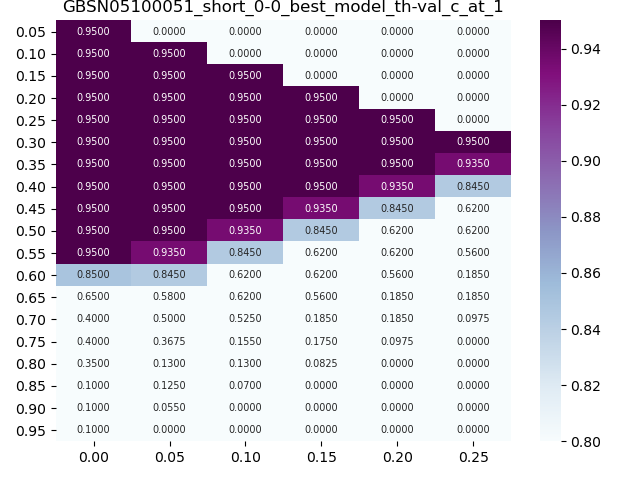 GBSN05100051_short_0-0_best_model_th-val_c_at_1
0.05 0.9500 0.0000 0.0000 0.0000 0.0000 0.0000
0.10 0.9500 0.9500 0.0000 0.0000 0.0000 0.0000
0.15 0.9500 0.9500 0.9500 0.0000 0.0000 0.0000
0.20 0.9500 0.9500 0.9500 0.9500 0.0000 0.0000
0.25 0.9500 0.9500 0.9500 0.9500 0.9500 0.0000
0.30 0.9500 0.9500 0.9500 0.9500 0.9500 0.9500
0.35 0.9500 0.9500 0.9500 0.9500 0.9500 0.9350
0.40 0.9500 0.9500 0.9500 0.9500 0.9350 0.8450
0.45 0.9500 0.9500 0.9500 0.9350 0.8450 0.6200
0.50 0.9500 0.9500 0.9350 0.8450 0.6200 0.6200
0.55 0.9500 0.9350 0.8450 0.6200 0.6200 0.5600
0.60 0.8500 0.8450 0.6200 0.6200 0.5600 0.1850
0.65 0.6500 0.5800 0.6200 0.5600 0.1850 0.1850
0.70 0.4000 0.5000 0.5250 0.1850 0.1850 0.0975
0.75 0.4000 0.3675 0.1550 0.1750 0.0975 0.0000
0.80 0.3500 0.1300 0.1300 0.0825 0.0000 0.0000
0.85 0.1000 0.1250 0.0700 0.0000 0.0000 0.0000
0.90 0.1000 0.0550 0.0000 0.0000 0.0000 0.0000
0.95 0.1000 0.0000 0.0000 0.0000 0.0000 0.0000
0.00 0.05 0.10 0.15 0.20 0.25
0.94
0.92
0.90
0.88
0.86
0.84
0.82
0.80